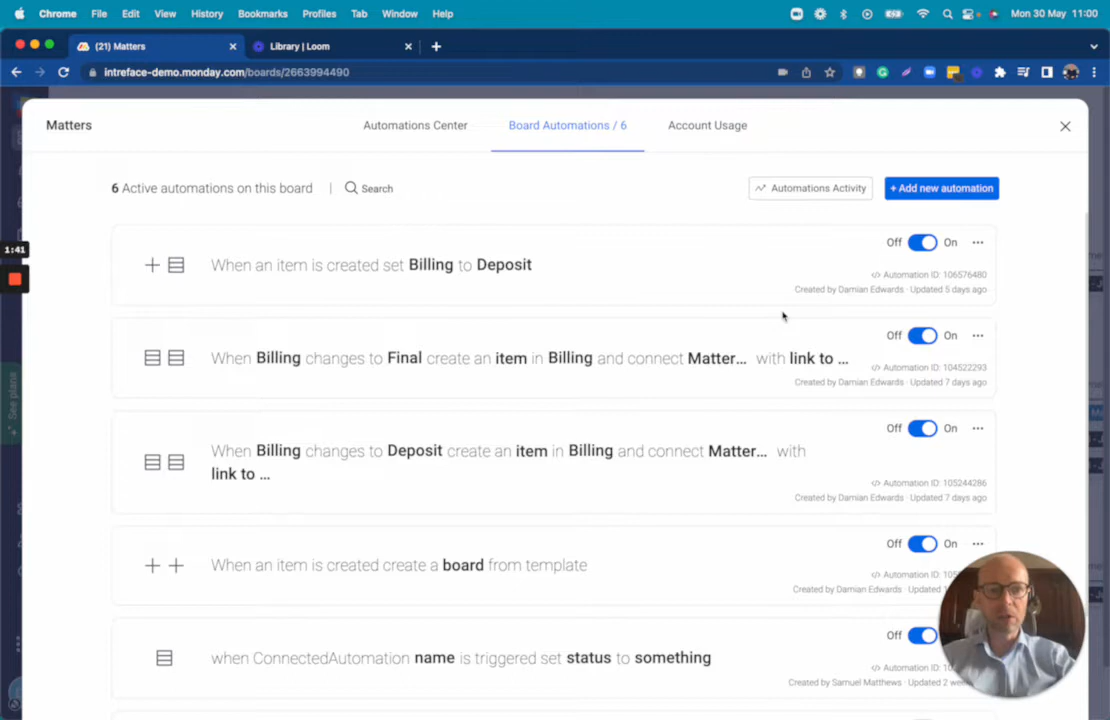 Chrome File Edit View History Bookmarks Profiles Tab Window Help Mon 30 May 11:00
(21) Matters Library | Loom
intreface-demo.monday.com/boards/2663994490
Matters Automations Center Board Automations / 6 Account Usage
6 Active automations on this board Search Automations Activity + Add new automation
Off On
When an item is created set Billing to Deposit
Automation ID: 106576480
Created by Damian Edwards · Updated 5 days ago
1:41
Off On
When Billing changes to Final create an item in Billing and connect Matter... with link to ...
Automation ID: 104522293
Created by Damian Edwards · Updated 7 days ago
See plans
Off On
When Billing changes to Deposit create an item in Billing and connect Matter... with
link to ...
Automation ID: 105244286
Created by Damian Edwards · Updated 7 days ago
Off On
When an item is created create a board from template
Automation ID: 10
Created by Damian Edwards · Updated
Off
when ConnectedAutomation name is triggered set status to something
Automation ID: 10
Created by Samuel Matthews · Updated 2